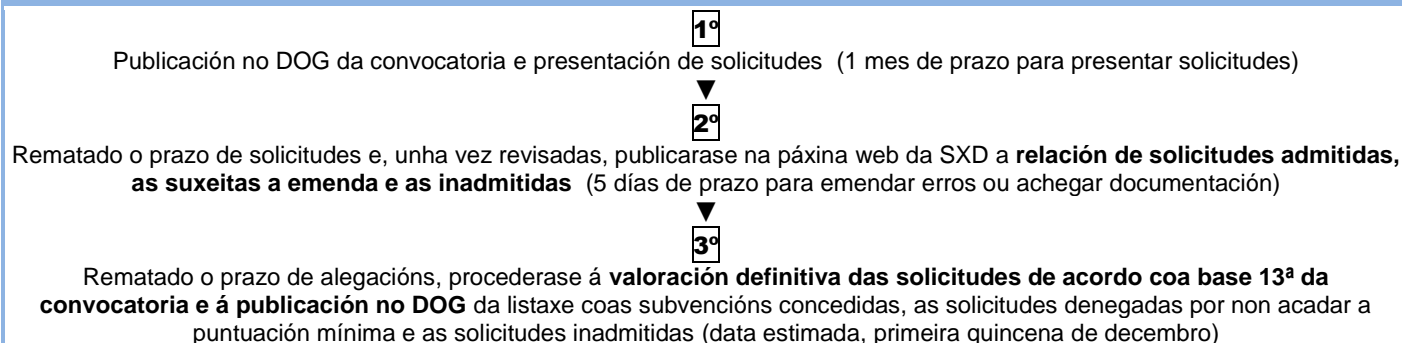 1º
Publicación no DOG da convocatoria e presentación de solicitudes (1 mes de prazo para presentar solicitudes)
▼
2º
Rematado o prazo de solicitudes e, unha vez revisadas, publicarase na páxina web da SXD a relación de solicitudes admitidas,
as suxeitas a emenda e as inadmitidas (5 días de prazo para emendar erros ou achegar documentación)
▼
3º
Rematado o prazo de alegacións, procederase á valoración definitiva das solicitudes de acordo coa base 13ª da
convocatoria e á publicación no DOG da listaxe coas subvencións concedidas, as solicitudes denegadas por non acadar a
puntuación mínima e as solicitudes inadmitidas (data estimada, primeira quincena de decembro)